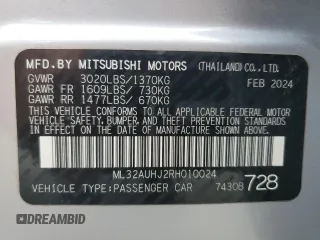 MFD.BY MITSUBISHI MOTORS (THAILAND)CO.,LTD.
GVWR 3020LBS/1370KG FEB 2024
GAWR FR 1609LBS/ 730KG
GAWR RR 1477LBS/ 670KG
THIS VEHICLE CONFORMS TO ALL APPLICABLE FEDERAL
MOTOR VEHICLE SAFETY, BUMPER, AND THEFT PREVENTION
STANDARDS IN EFFECT ON THE DATE OF MANUFACTURE
SHOWN ABOVE.
ML32AUHJ2RH010024
VEHICLE TYPE:PASSENGER CAR 74308 728